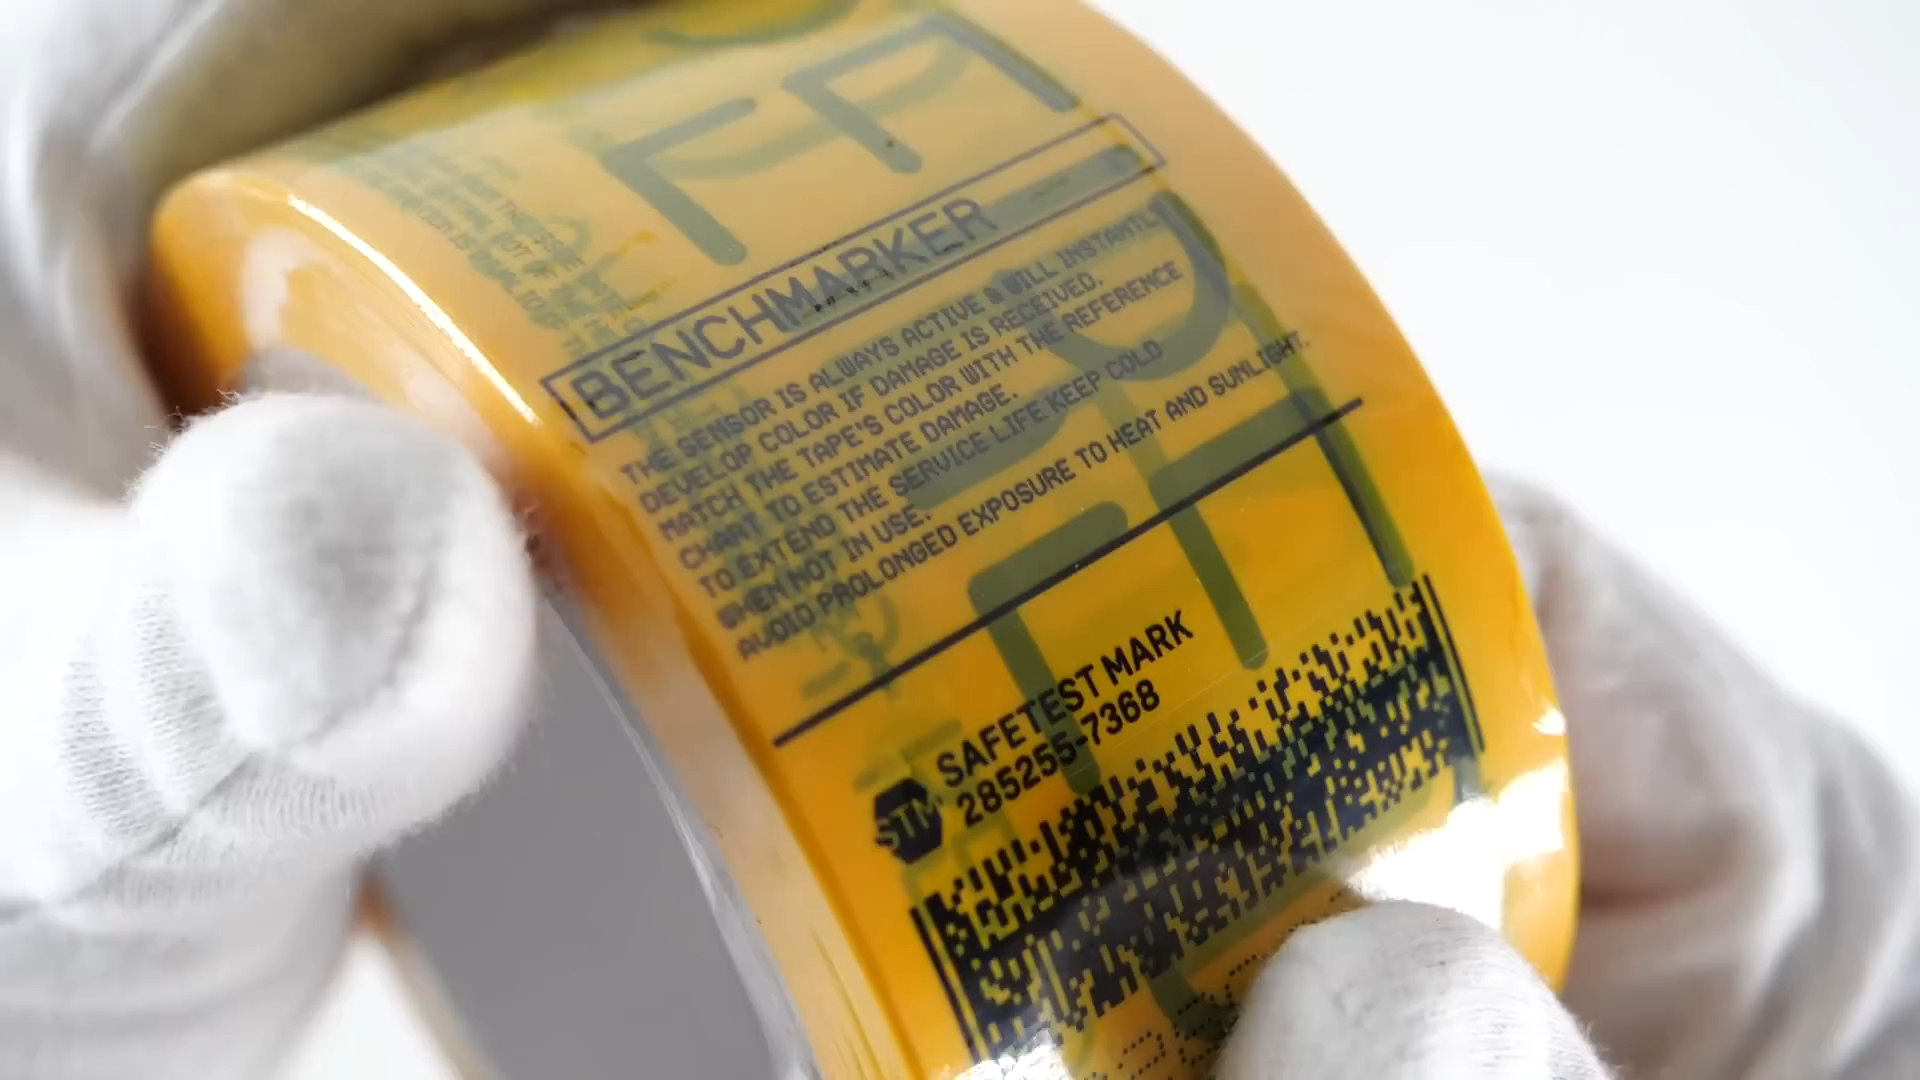 BENCHMARKER
THE SENSOR IS ALWAYS ACTIVE & WILL INSTANTLY
DEVELOP COLOR IF DAMAGE IS RECEIVED.
MATCH THE TAPE'S COLOR WITH THE REFERENCE
CHART TO ESTIMATE DAMAGE.
TO EXTEND THE SERVICE LIFE KEEP COLD
WHEN NOT IN USE.
AVOID PROLONGED EXPOSURE TO HEAT AND SUNLIGHT.
SAFETEST MARK
285255-7368
STM